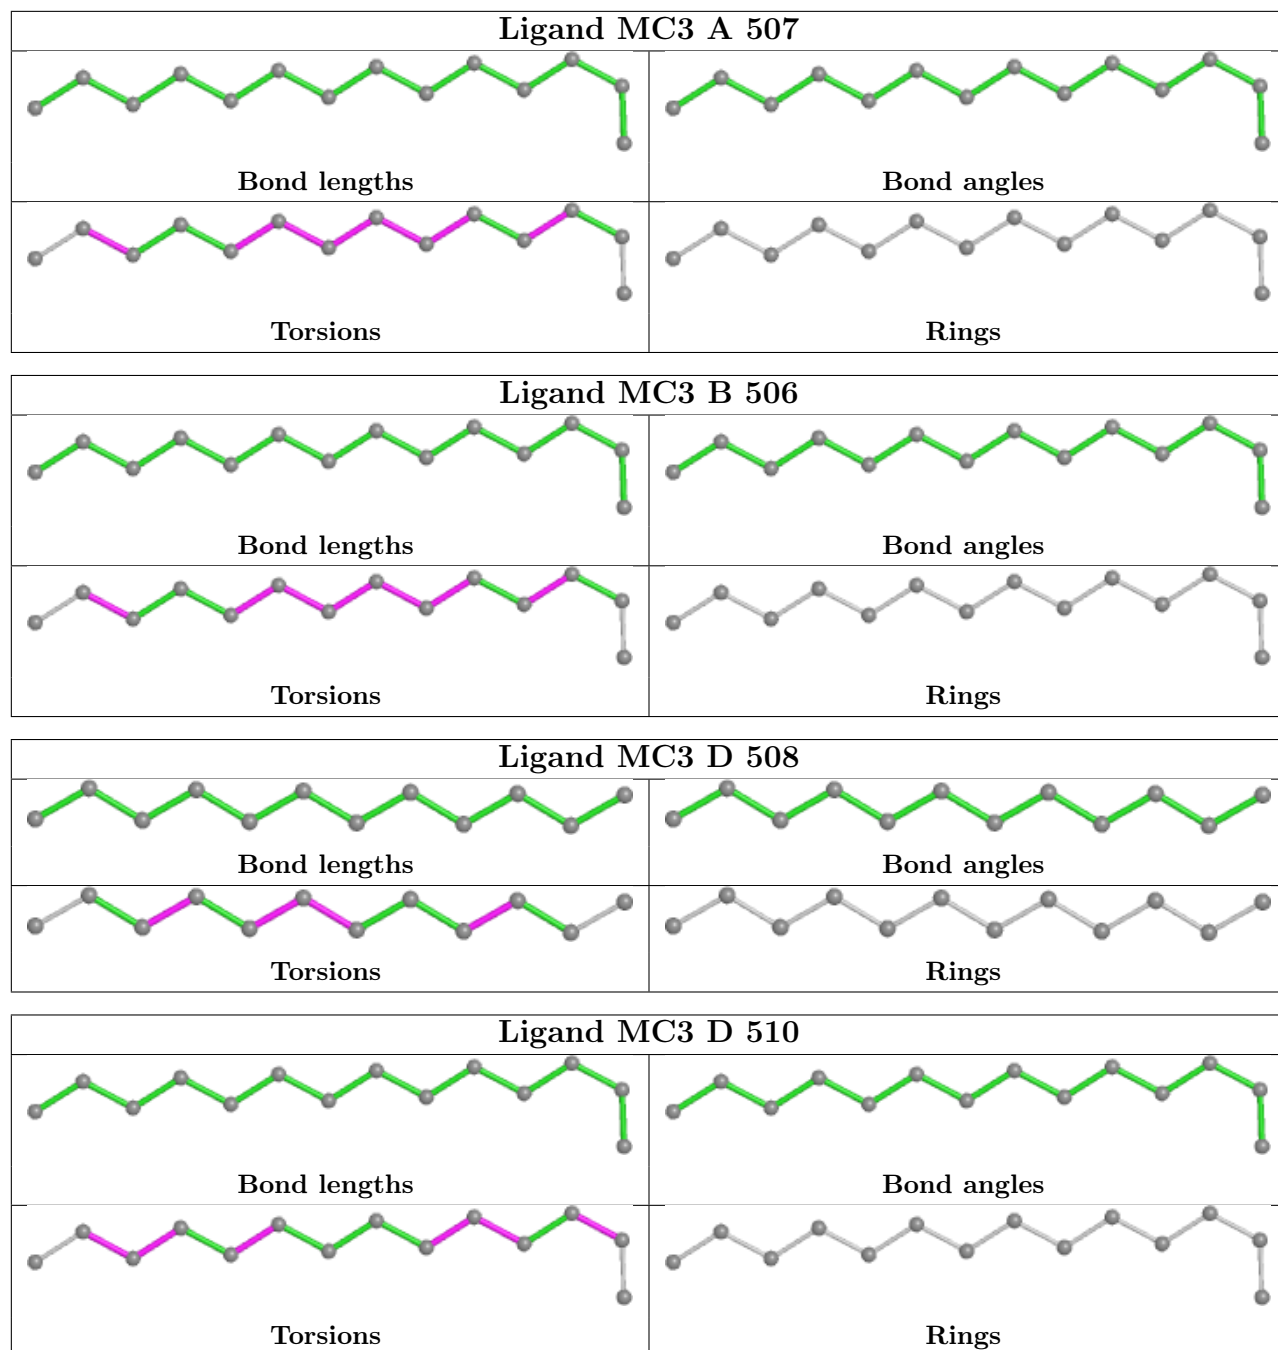 Ligand MC3 A 507
Bond lengths Bond angles
Torsions Rings
Ligand MC3 B 506
Bond lengths Bond angles
Torsions Rings
Ligand MC3 D 508
Bond lengths Bond angles
Torsions Rings
Ligand MC3 D 510
Bond lengths Bond angles
Torsions Rings